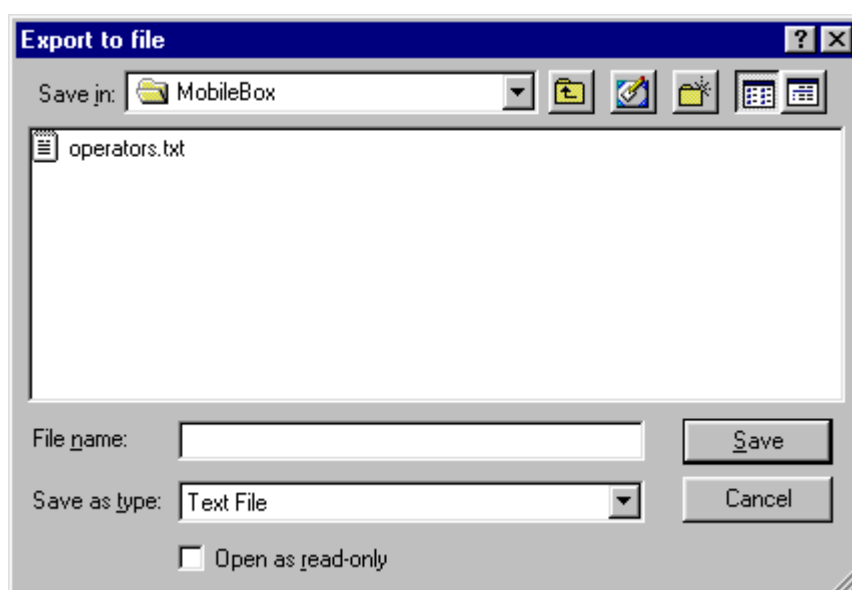 Export to file
Save in: MobileBox
operators.txt
File name:
Save
Save as type: Text File
Cancel
Open as read-only